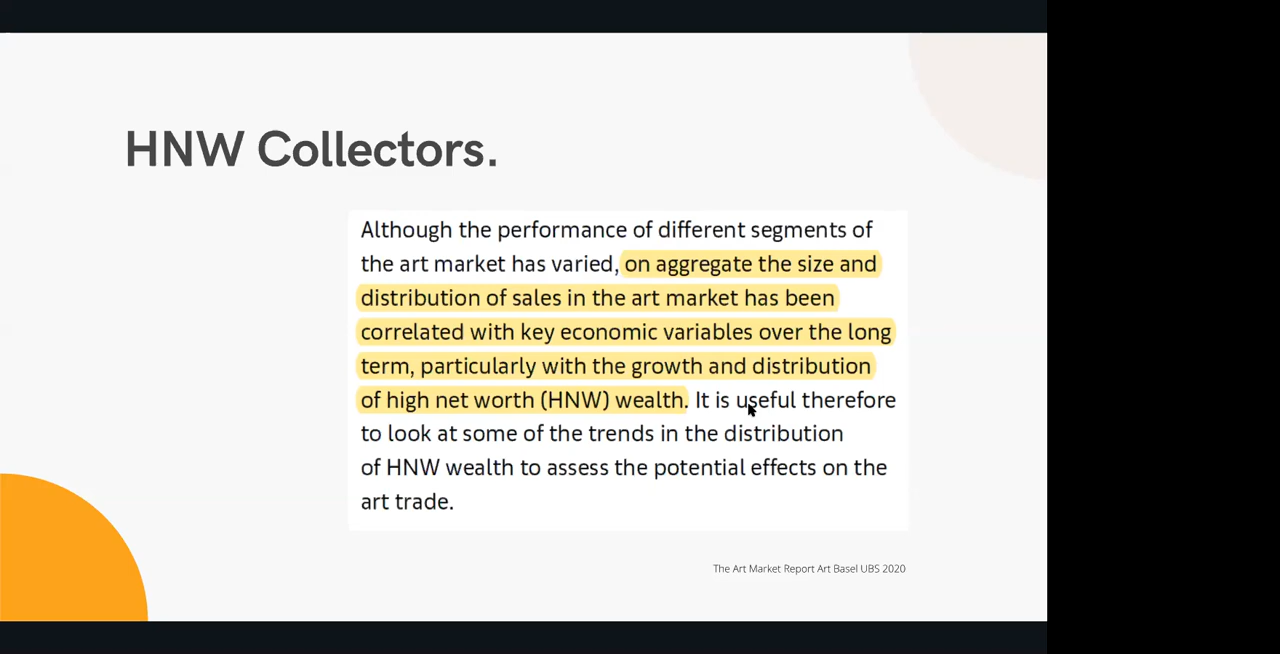 HNW Collectors.
Although the performance of different segments of
the art market has varied, on aggregate the size and
distribution of sales in the art market has been
correlated with key economic variables over the long
term, particularly with the growth and distribution
of high net worth (HNW) wealth. It is useful therefore
to look at some of the trends in the distribution
of HNW wealth to assess the potential effects on the
art trade.
The Art Market Report Art Basel UBS 2020